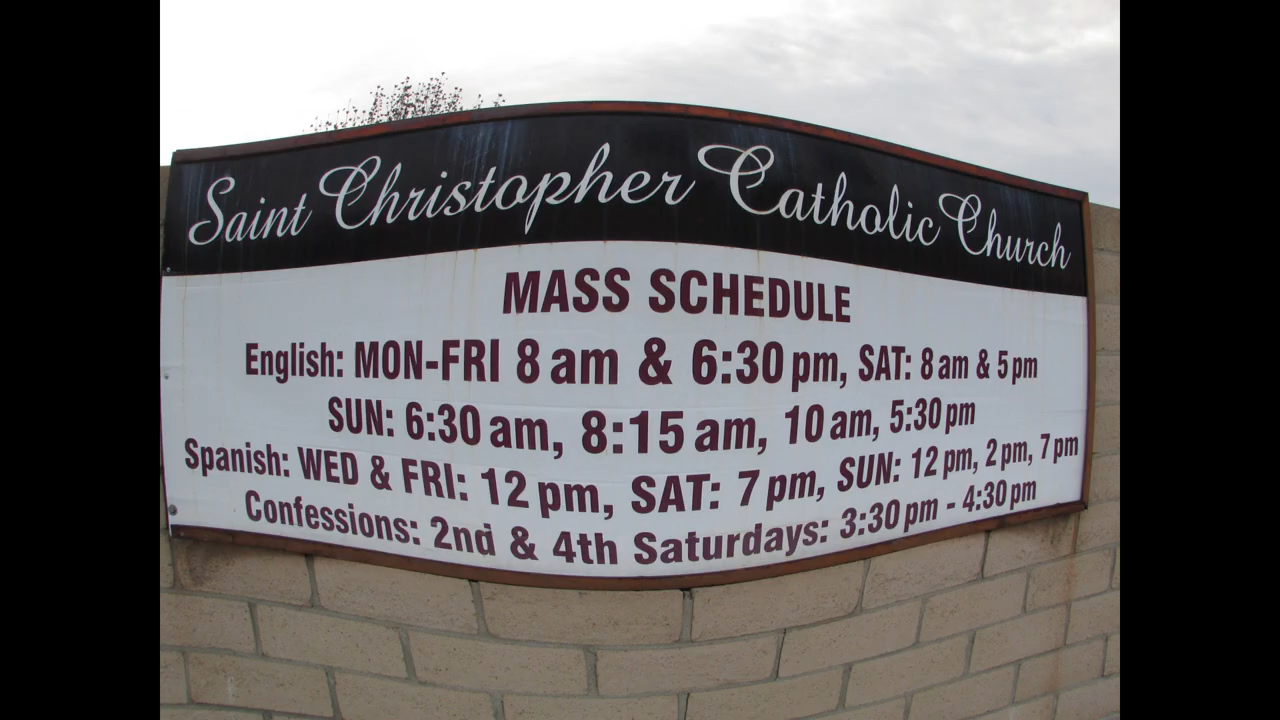 Saint Christopher Catholic Church
MASS SCHEDULE
English: MON-FRI 8 am & 6:30 pm, SAT: 8 am & 5 pm
SUN: 6:30 am, 8:15 am, 10 am, 5:30 pm
Spanish: WED & FRI: 12 pm, SAT: 7 pm, SUN: 12 pm, 2 pm, 7 pm
Confessions: 2nd & 4th Saturdays: 3:30 pm - 4:30 pm